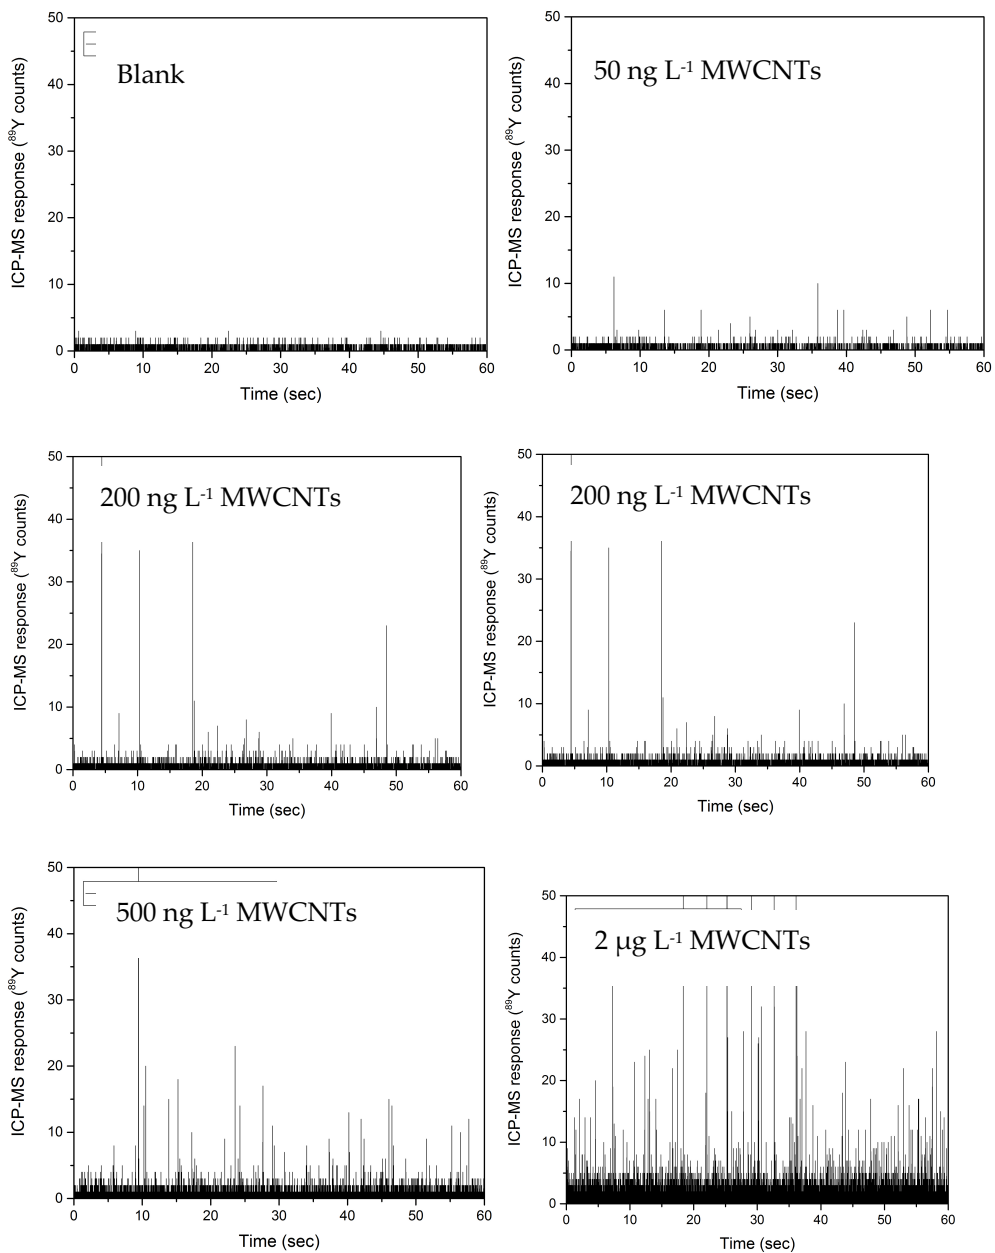 50
40
30
20
10
0
ICP-MS response (⁸⁹Y counts)
Blank
0 10 20 30 40 50 60
Time (sec)
50
40
30
20
10
0
ICP-MS response (⁸⁹Y counts)
50 ng L⁻¹ MWCNTs
0 10 20 30 40 50 60
Time (sec)
50
40
30
20
10
0
ICP-MS response (⁸⁹Y counts)
200 ng L⁻¹ MWCNTs
0 10 20 30 40 50 60
Time (sec)
50
40
30
20
10
0
ICP-MS response (⁸⁹Y counts)
200 ng L⁻¹ MWCNTs
0 10 20 30 40 50 60
Time (sec)
50
40
30
20
10
0
ICP-MS response (⁸⁹Y counts)
500 ng L⁻¹ MWCNTs
0 10 20 30 40 50 60
Time (sec)
50
40
30
20
10
0
ICP-MS response (⁸⁹Y counts)
2 µg L⁻¹ MWCNTs
0 10 20 30 40 50 60
Time (sec)